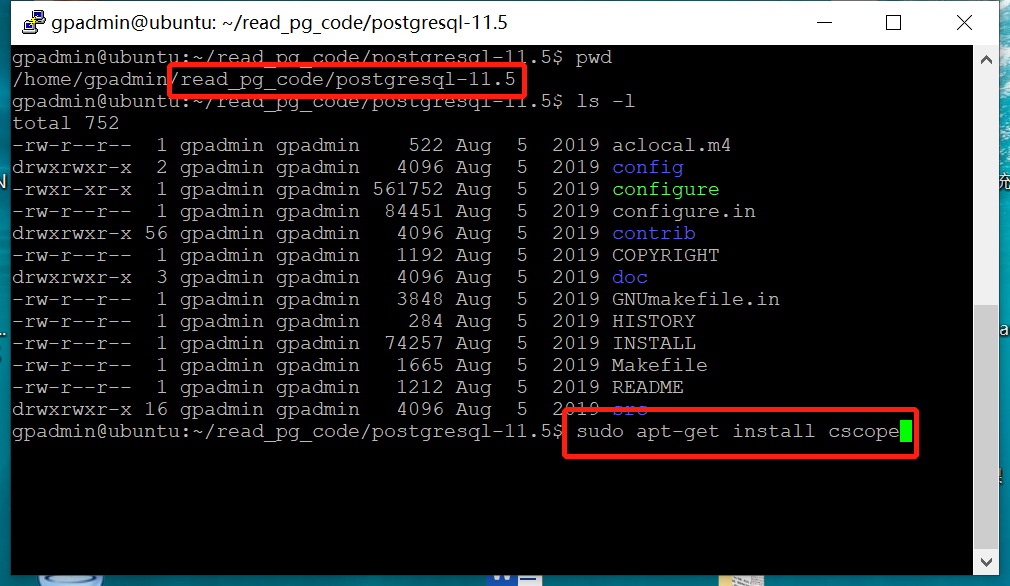 gpadmin@ubuntu: ~/read_pg_code/postgresql-11.5
gpadmin@ubuntu:~/read_pg_code/postgresql-11.5$ pwd
/home/gpadmin/read_pg_code/postgresql-11.5
gpadmin@ubuntu:~/read_pg_code/postgresql-11.5$ ls -l
total 752
-rw-r--r--  1 gpadmin gpadmin    522 Aug  5  2019 aclocal.m4
drwxrwxr-x  2 gpadmin gpadmin   4096 Aug  5  2019 config
-rwxr-xr-x  1 gpadmin gpadmin 561752 Aug  5  2019 configure
-rw-r--r--  1 gpadmin gpadmin  84451 Aug  5  2019 configure.in
drwxrwxr-x 56 gpadmin gpadmin   4096 Aug  5  2019 contrib
-rw-r--r--  1 gpadmin gpadmin   1192 Aug  5  2019 COPYRIGHT
drwxrwxr-x  3 gpadmin gpadmin   4096 Aug  5  2019 doc
-rw-r--r--  1 gpadmin gpadmin   3848 Aug  5  2019 GNUmakefile.in
-rw-r--r--  1 gpadmin gpadmin    284 Aug  5  2019 HISTORY
-rw-r--r--  1 gpadmin gpadmin  74257 Aug  5  2019 INSTALL
-rw-r--r--  1 gpadmin gpadmin   1665 Aug  5  2019 Makefile
-rw-r--r--  1 gpadmin gpadmin   1212 Aug  5  2019 README
drwxrwxr-x 16 gpadmin gpadmin   4096 Aug  5  2019 src
gpadmin@ubuntu:~/read_pg_code/postgresql-11.5$ sudo apt-get install cscope